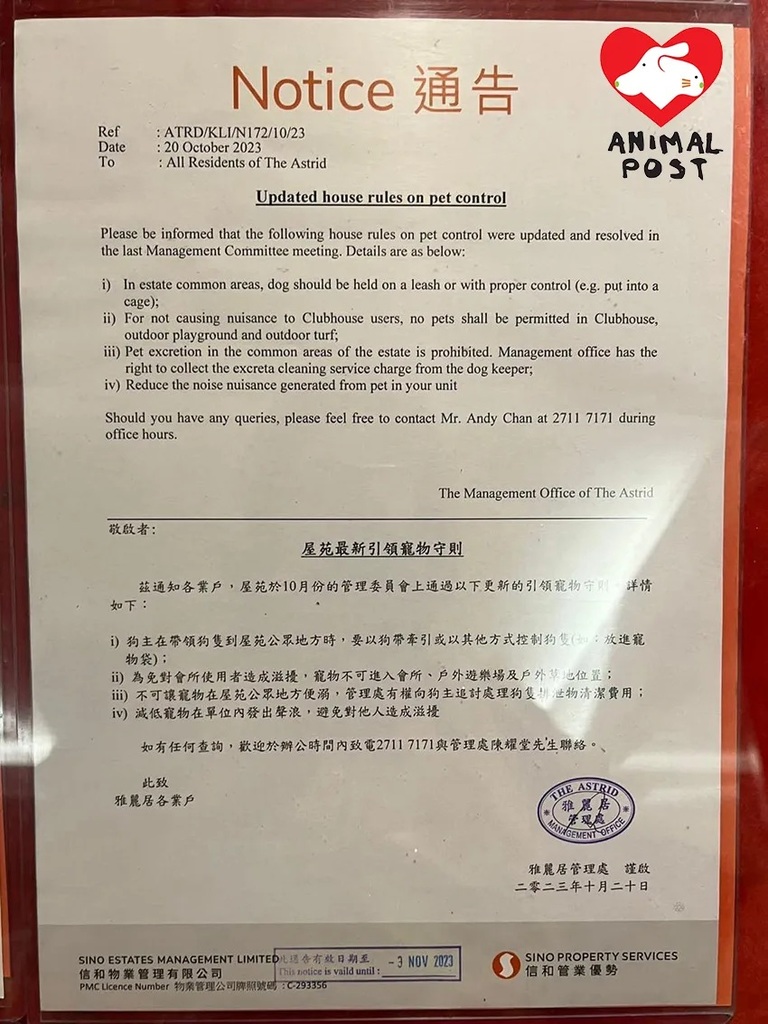 Notice 通告
ANIMAL
POST
Ref : ATRD/KLI/N172/10/23
Date : 20 October 2023
To : All Residents of The Astrid
Updated house rules on pet control
Please be informed that the following house rules on pet control were updated and resolved in
the last Management Committee meeting. Details are as below:
i) In estate common areas, dog should be held on a leash or with proper control (e.g. put into a
cage);
ii) For not causing nuisance to Clubhouse users, no pets shall be permitted in Clubhouse,
outdoor playground and outdoor turf;
iii) Pet excretion in the common areas of the estate is prohibited. Management office has the
right to collect the excreta cleaning service charge from the dog keeper;
iv) Reduce the noise nuisance generated from pet in your unit
Should you have any queries, please feel free to contact Mr. Andy Chan at 2711 7171 during
office hours.
The Management Office of The Astrid
敬啟者:
屋苑最新引領寵物守則
茲通知各業戶，屋苑於10月份的管理委員會上通過以下更新的引領寵物守則，詳情
如下：
i) 狗主在帶領狗隻到屋苑公眾地方時，要以狗帶牽引或以其他方式控制狗隻(如：放進寵
物袋)；
ii) 為免對會所使用者造成滋擾，寵物不可進入會所、戶外遊樂場及戶外草地位置；
iii) 不可讓寵物在屋苑公眾地方便溺，管理處有權向狗主追討處理狗隻排泄物清潔費用；
iv) 減低寵物在單位內發出聲浪，避免對他人造成滋擾
如有任何查詢，歡迎於辦公時間內致電2711 7171與管理處陳耀堂先生聯絡。
此致
雅麗居各業戶
THE ASTRID
雅麗居
管理處
MANAGEMENT OFFICE
雅麗居管理處 謹啟
二零二三年十月二十日
SINO ESTATES MANAGEMENT LIMITED
信和物業管理有限公司
PMC Licence Number 物業管理公司牌照號碼 : C-293356
此通告有效日期至
This notice is vaild until : -3 NOV 2023
SINO PROPERTY SERVICES
信和管業優勢